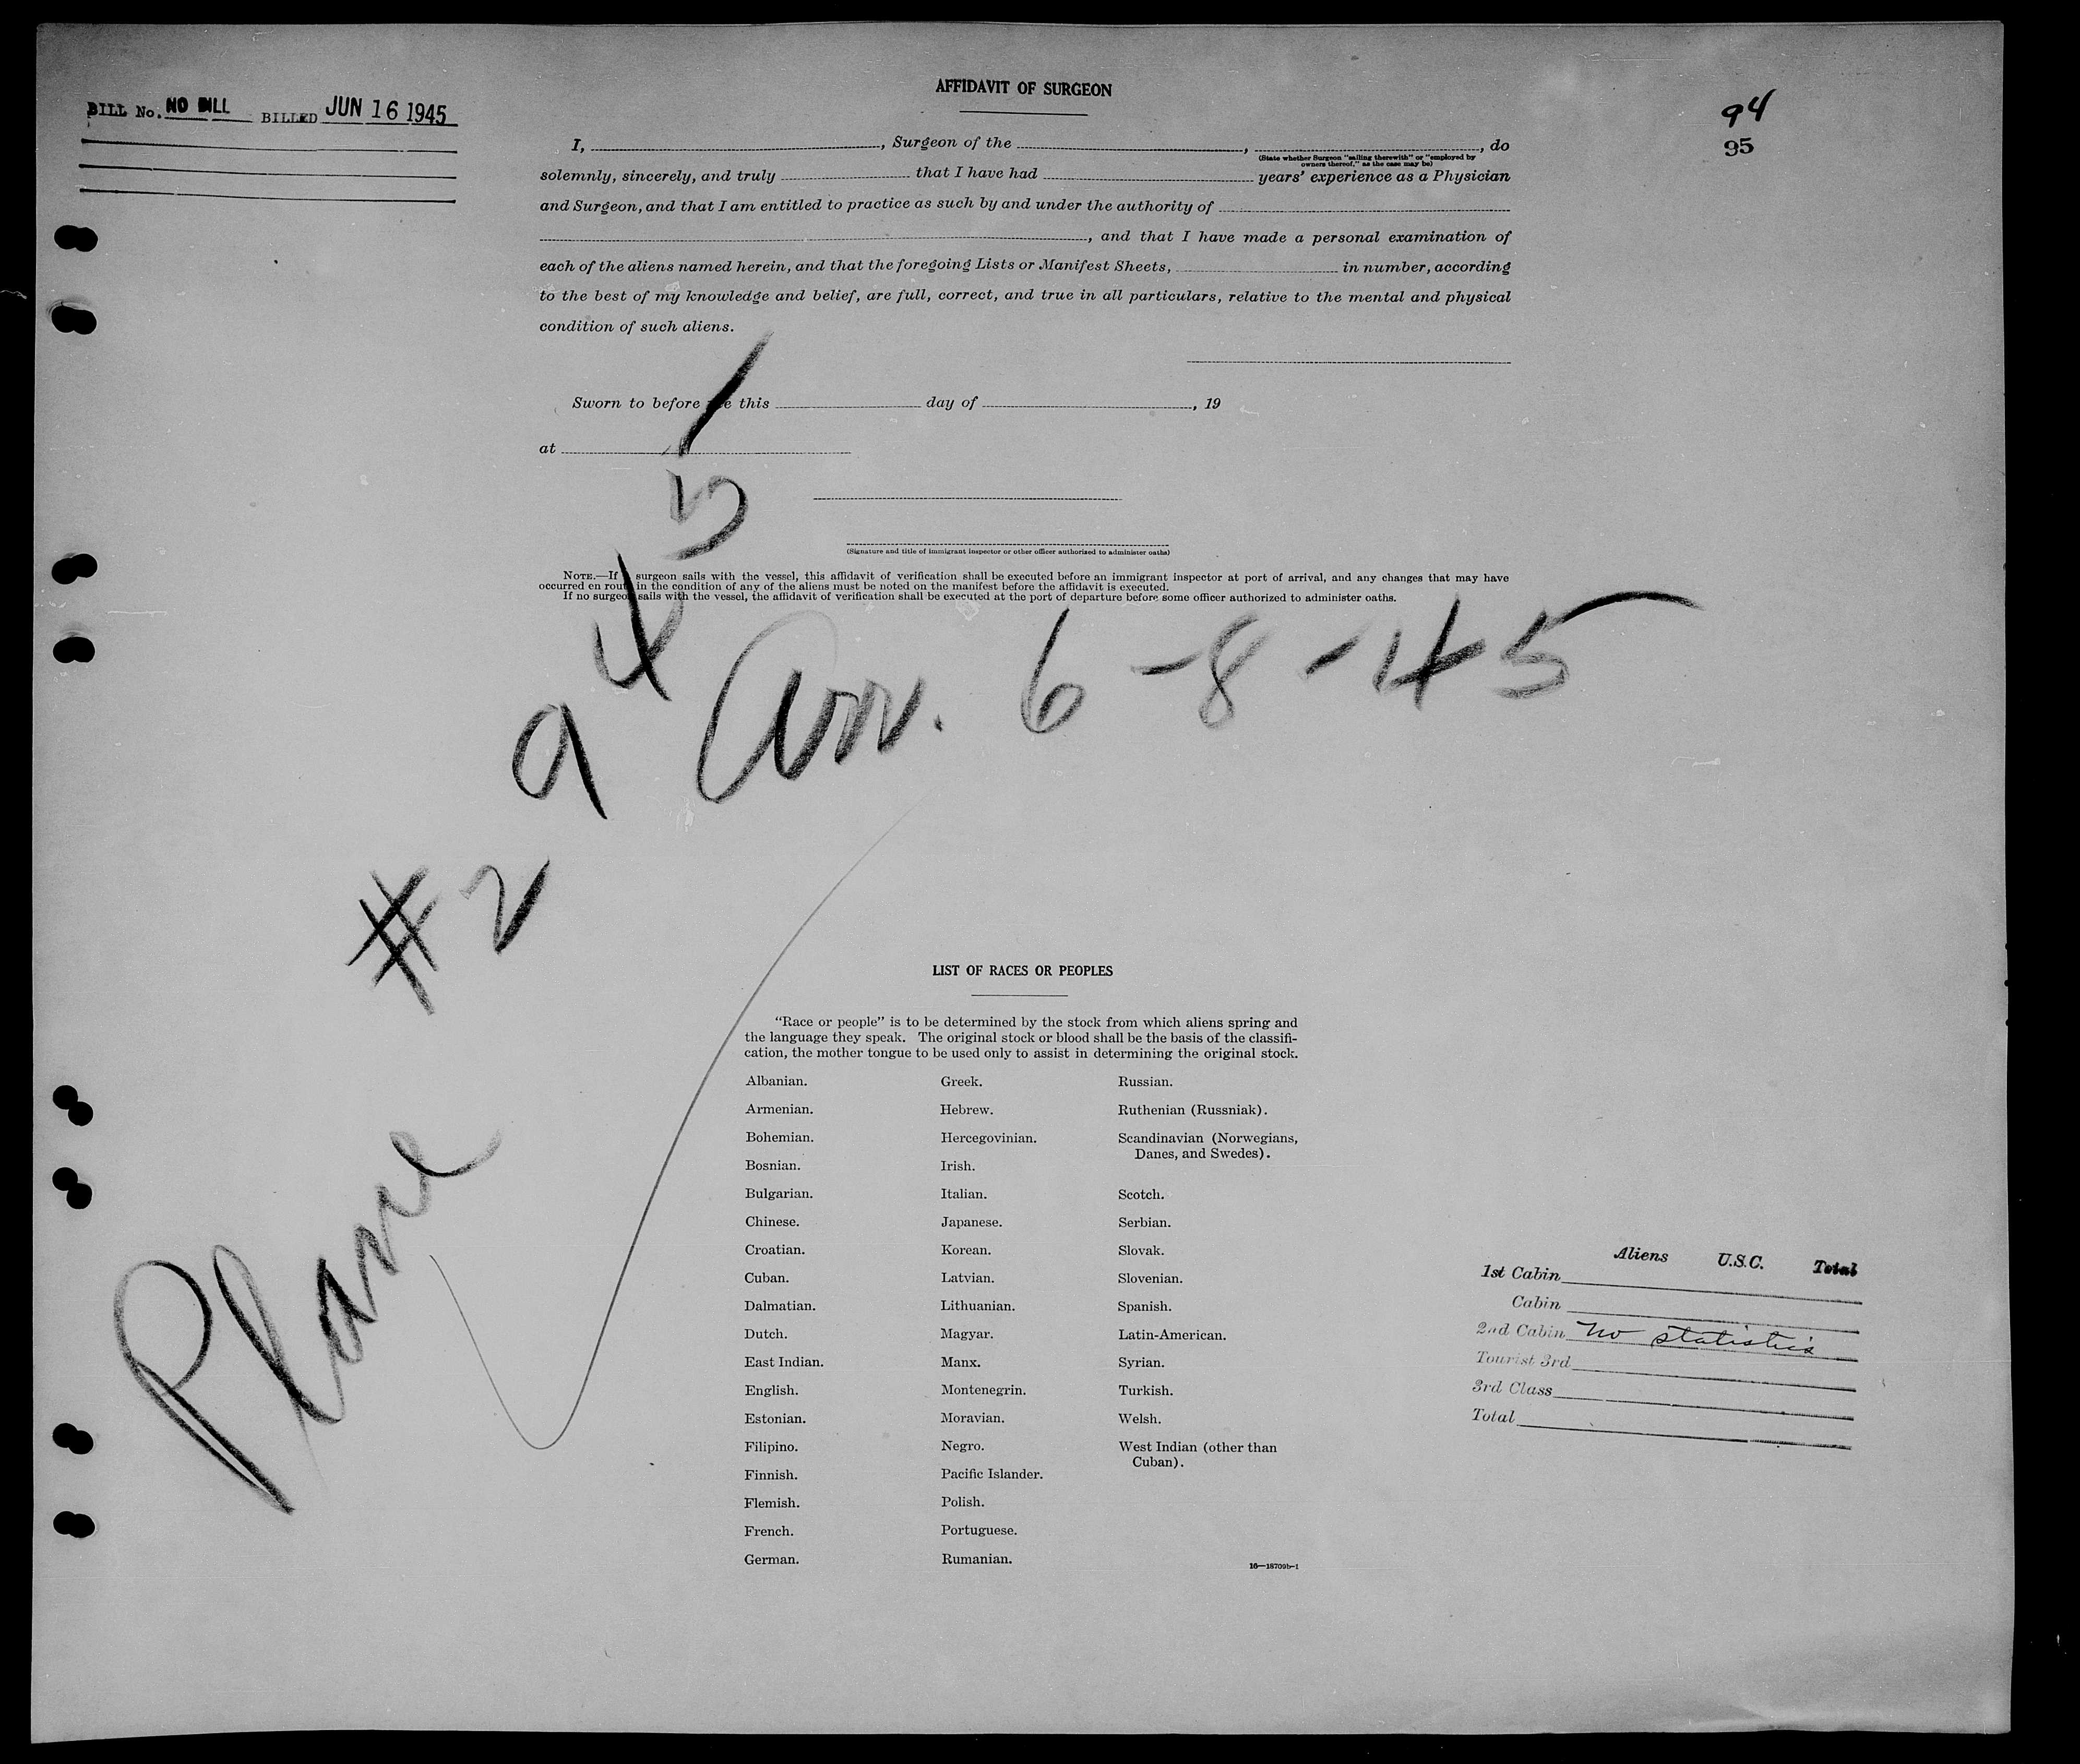 BILL No. NO BILL BILLED JUN 16 1945
94
95
AFFIDAVIT OF SURGEON
I, , Surgeon of the , , do
(State whether Surgeon "sailing therewith" or "employed by
owners thereof," as the case may be)
solemnly, sincerely, and truly that I have had years' experience as a Physician
and Surgeon, and that I am entitled to practice as such by and under the authority of
, and that I have made a personal examination of
each of the aliens named herein, and that the foregoing Lists or Manifest Sheets, in number, according
to the best of my knowledge and belief, are full, correct, and true in all particulars, relative to the mental and physical
condition of such aliens.
Sworn to before me this day of , 19
at
(Signature and title of immigrant inspector or other officer authorized to administer oaths)
NOTE.—If a surgeon sails with the vessel, this affidavit of verification shall be executed before an immigrant inspector at port of arrival, and any changes that may have
occurred en route in the condition of any of the aliens must be noted on the manifest before the affidavit is executed.
If no surgeon sails with the vessel, the affidavit of verification shall be executed at the port of departure before some officer authorized to administer oaths.
Plane #2945
Arr. 6-8-45
LIST OF RACES OR PEOPLES
"Race or people" is to be determined by the stock from which aliens spring and
the language they speak. The original stock or blood shall be the basis of the classifi-
cation, the mother tongue to be used only to assist in determining the original stock.
Albanian. Greek. Russian.
Armenian. Hebrew. Ruthenian (Russniak).
Bohemian. Hercegovinian. Scandinavian (Norwegians,
Danes, and Swedes).
Bosnian. Irish.
Bulgarian. Italian. Scotch.
Chinese. Japanese. Serbian.
Croatian. Korean. Slovak.
Cuban. Latvian. Slovenian.
Dalmatian. Lithuanian. Spanish.
Dutch. Magyar. Latin-American.
East Indian. Manx. Syrian.
English. Montenegrin. Turkish.
Estonian. Moravian. Welsh.
Filipino. Negro. West Indian (other than
Cuban).
Finnish. Pacific Islander.
Flemish. Polish.
French. Portuguese.
German. Rumanian.
16—18709b-1
Aliens U.S.C. Total
1st Cabin
Cabin
2nd Cabin no statistics
Tourist 3rd
3rd Class
Total